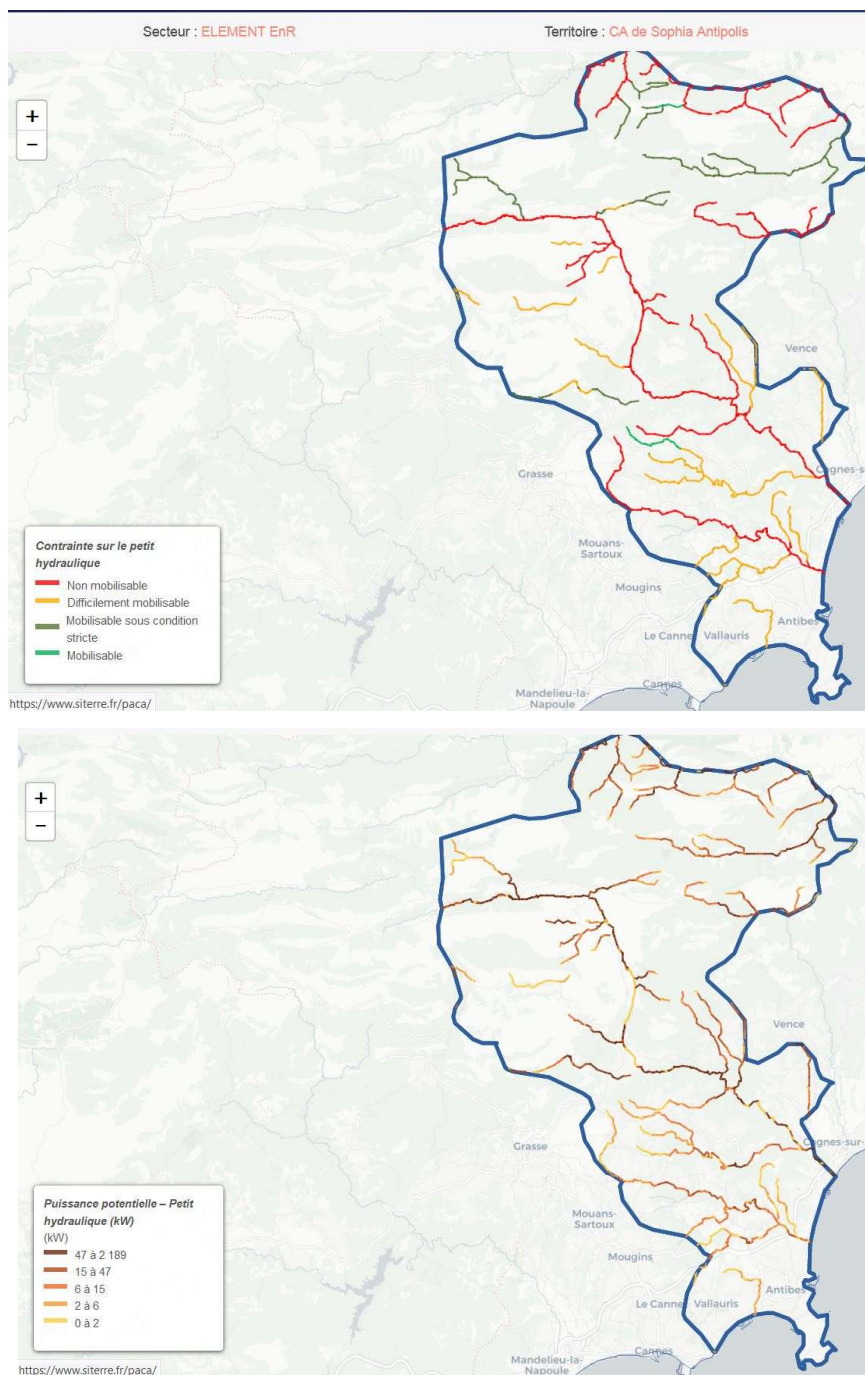 Secteur : ELEMENT EnR
Territoire : CA de Sophia Antipolis
+
−
Vence
Cagnes-s
Grasse
Mouans-
Sartoux
Mougins
Antibes
Le Canne
Vallauris
Cannes
Mandelieu-la-
Napoule
Contrainte sur le petit
hydraulique
Non mobilisable
Difficilement mobilisable
Mobilisable sous condition
stricte
Mobilisable
https://www.siterre.fr/paca/
+
−
Vence
Cagnes-sur-
Grasse
Mouans-
Sartoux
Mougins
Antibes
Le Canne
Vallauris
Cannes
Mandelieu-la-
Napoule
Puissance potentielle – Petit
hydraulique (kW)
(kW)
47 à 2 189
15 à 47
6 à 15
2 à 6
0 à 2
https://www.siterre.fr/paca/